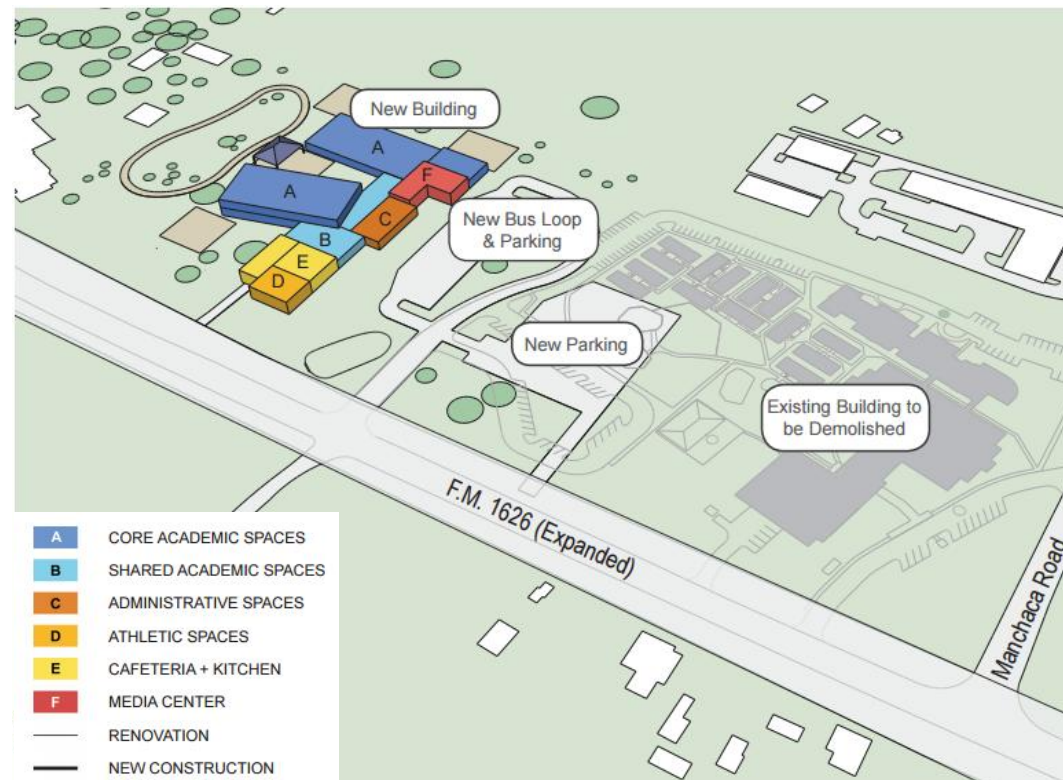 New Building
A
F
A
C
New Bus Loop
& Parking
B
E
D
New Parking
Existing Building to
be Demolished
F.M. 1626 (Expanded)
Manchaca Road
A CORE ACADEMIC SPACES
B SHARED ACADEMIC SPACES
C ADMINISTRATIVE SPACES
D ATHLETIC SPACES
E CAFETERIA + KITCHEN
F MEDIA CENTER
RENOVATION
NEW CONSTRUCTION